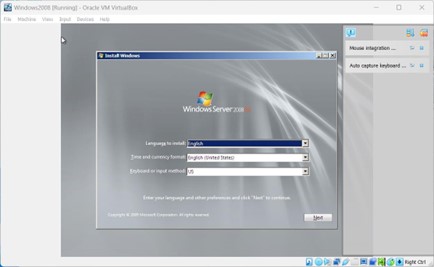 Windows2008 [Running] - Oracle VM VirtualBox
File Machine View Input Devices Help
Mouse integration ...
Auto capture keyboard ...
Install Windows
Windows Server 2008 R2
Language to install: English
Time and currency format: English (United States)
Keyboard or input method: US
Enter your language and other preferences and click "Next" to continue.
Copyright © 2009 Microsoft Corporation. All rights reserved.
Next
Right Ctrl